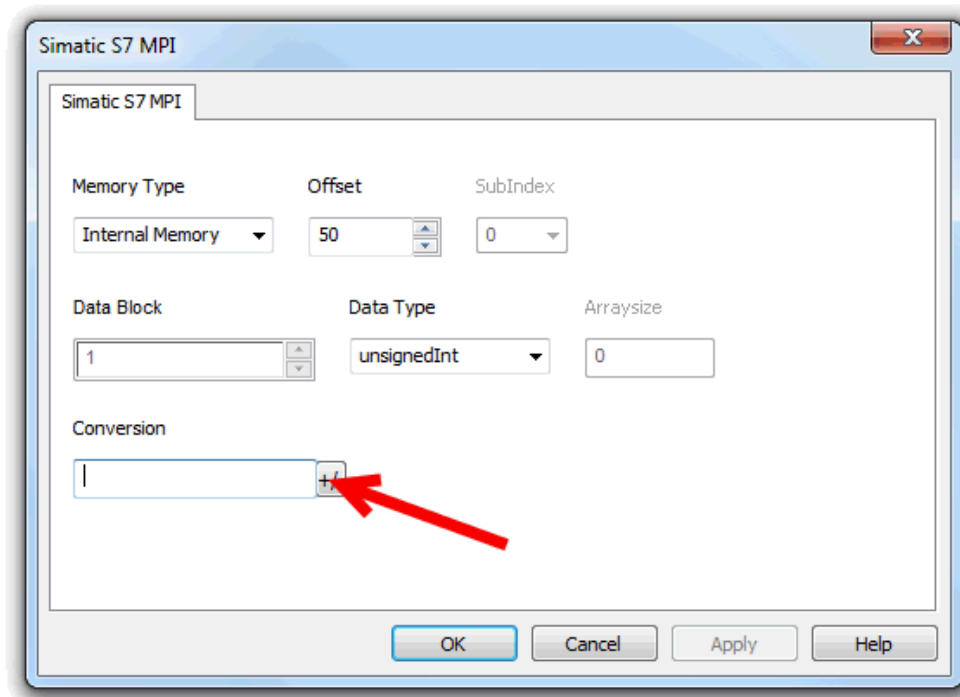 Simatic S7 MPI
Simatic S7 MPI
Memory Type Offset SubIndex
Internal Memory 50 0
Data Block Data Type Arraysize
1 unsignedInt 0
Conversion
+/
OK Cancel Apply Help